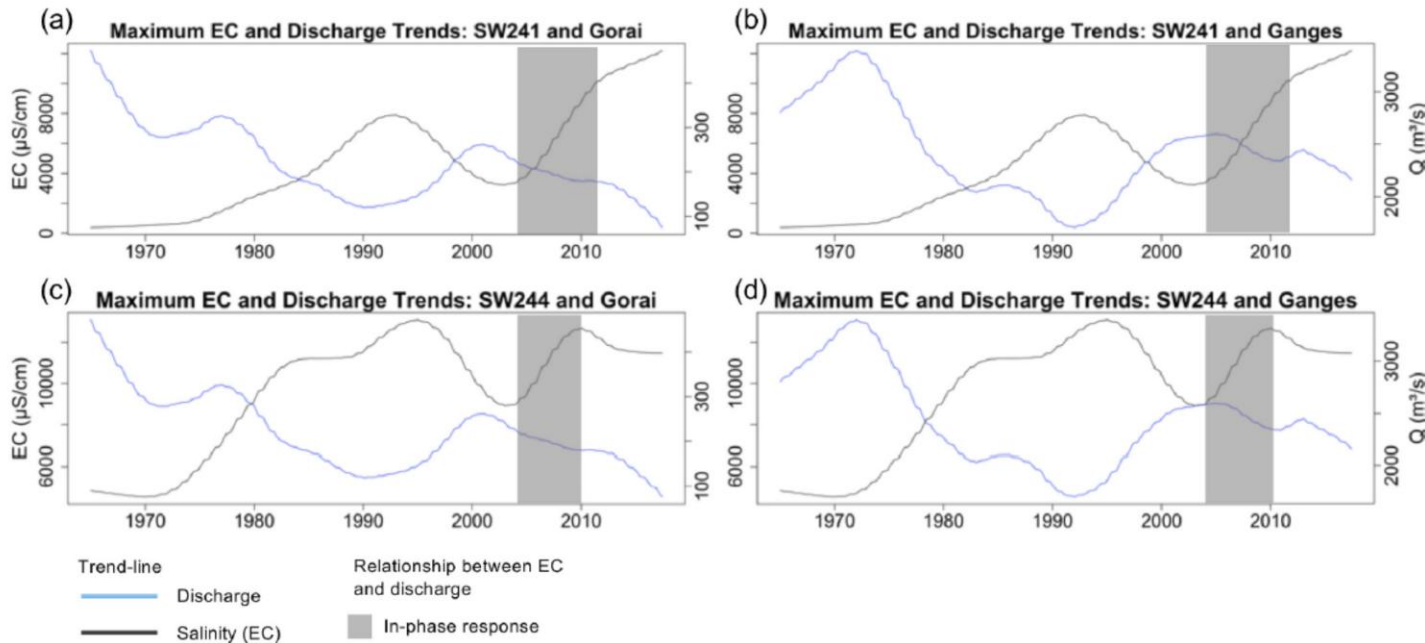 (a)
Maximum EC and Discharge Trends: SW241 and Gorai
EC (µS/cm)
0 4000 8000
100 300
1970 1980 1990 2000 2010
(b)
Maximum EC and Discharge Trends: SW241 and Ganges
0 4000 8000
2000 3000
Q (m³/s)
1970 1980 1990 2000 2010
(c)
Maximum EC and Discharge Trends: SW244 and Gorai
EC (µS/cm)
6000 10000
100 300
1970 1980 1990 2000 2010
(d)
Maximum EC and Discharge Trends: SW244 and Ganges
6000 10000
2000 3000
Q (m³/s)
1970 1980 1990 2000 2010
Trend-line
Discharge
Salinity (EC)
Relationship between EC
and discharge
In-phase response